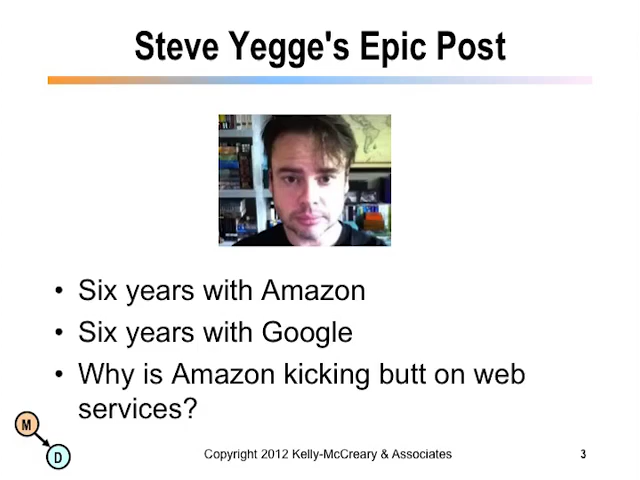 Steve Yegge's Epic Post
• Six years with Amazon
• Six years with Google
• Why is Amazon kicking butt on web
services?
M
D
Copyright 2012 Kelly-McCreary & Associates
3